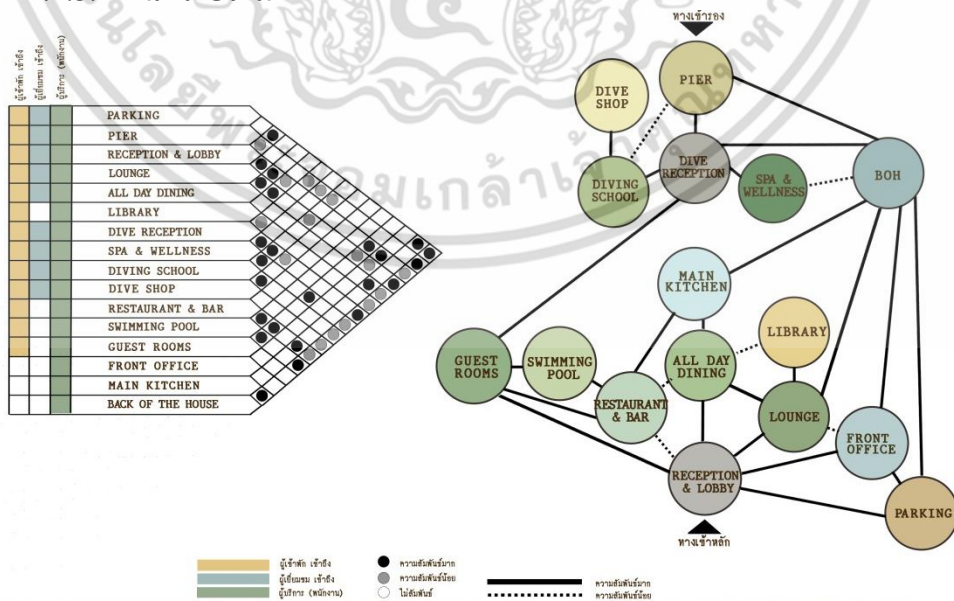 ผู้เข้าพัก เข้าถึง
ผู้เยี่ยมชม เข้าถึง
ผู้บริการ (พนักงาน)
PARKING
PIER
RECEPTION & LOBBY
LOUNGE
ALL DAY DINING
LIBRARY
DIVE RECEPTION
SPA & WELLNESS
DIVING SCHOOL
DIVE SHOP
RESTAURANT & BAR
SWIMMING POOL
GUEST ROOMS
FRONT OFFICE
MAIN KITCHEN
BACK OF THE HOUSE
ทางเข้ารอง
PIER
DIVE
SHOP
DIVE
RECEPTION
DIVING
SCHOOL
SPA &
WELLNESS
BOH
MAIN
KITCHEN
LIBRARY
GUEST
ROOMS
SWIMMING
POOL
ALL DAY
DINING
RESTAURANT
& BAR
LOUNGE
FRONT
OFFICE
RECEPTION
& LOBBY
PARKING
ทางเข้าหลัก
ผู้เข้าพัก เข้าถึง
ผู้เยี่ยมชม เข้าถึง
ผู้บริการ (พนักงาน)
ความสัมพันธ์มาก
ความสัมพันธ์น้อย
ไม่สัมพันธ์
ความสัมพันธ์มาก
ความสัมพันธ์น้อย